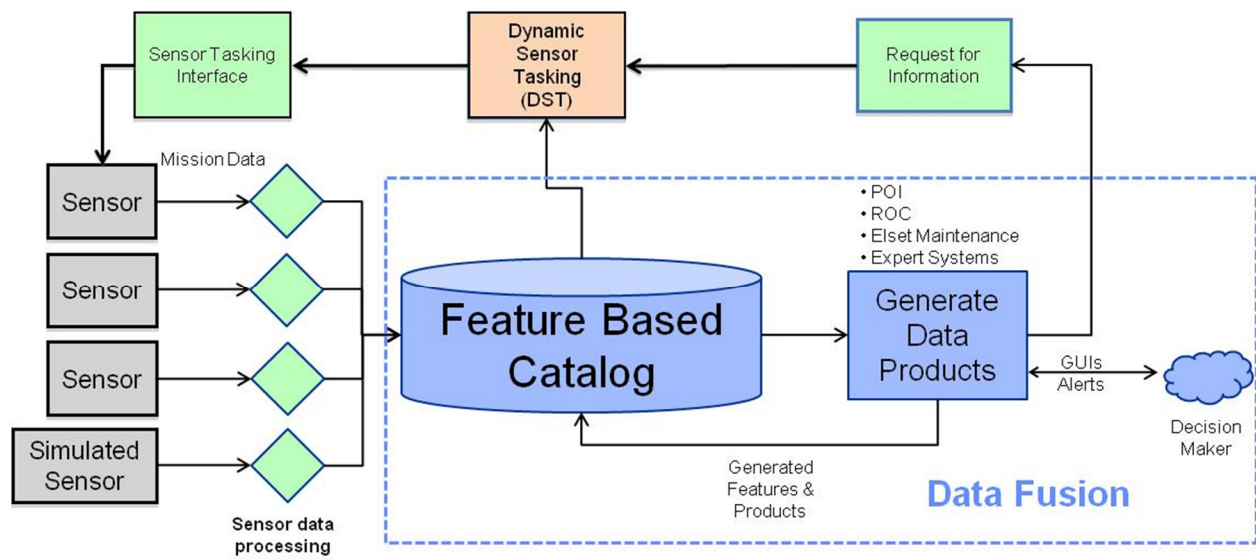 Sensor Tasking
Interface
Dynamic
Sensor
Tasking
(DST)
Request for
Information
Mission Data
Sensor
Sensor
Sensor
Simulated
Sensor
Sensor data
processing
Feature Based
Catalog
• POI
• ROC
• Elset Maintenance
• Expert Systems
Generate
Data
Products
GUIs
Alerts
Decision
Maker
Generated
Features &
Products
Data Fusion